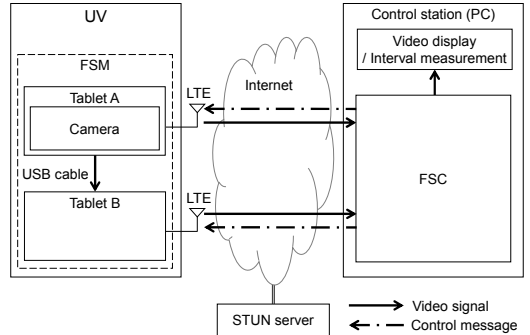 UV
FSM
Tablet A
Camera
USB cable
Tablet B
LTE
Internet
LTE
STUN server
Control station (PC)
Video display
/ Interval measurement
FSC
Video signal
Control message